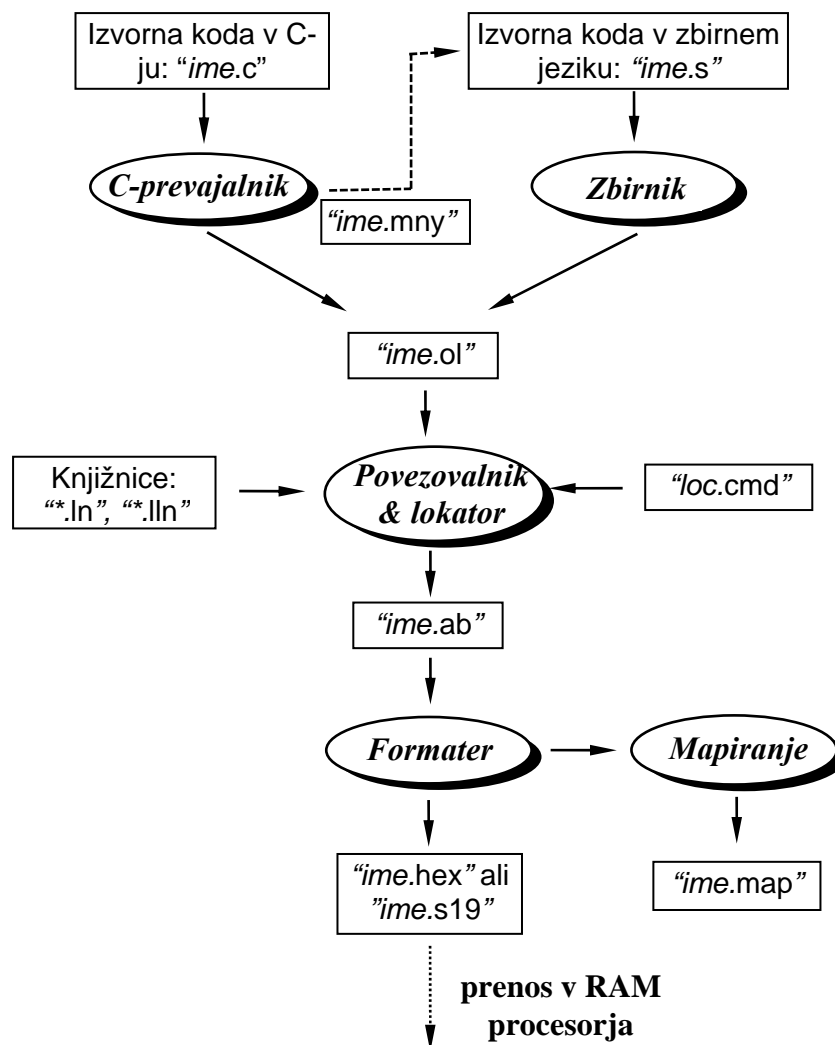 Izvorna koda v C-
ju: “ime.c”
Izvorna koda v zbirnem
jeziku: “ime.s”
C-prevajalnik
Zbirnik
“ime.mny”
“ime.ol”
Knjižnice:
“*.ln”, “*.lln”
Povezovalnik
& lokator
“loc.cmd”
“ime.ab”
Formater
Mapiranje
“ime.hex” ali
”ime.s19”
“ime.map”
prenos v RAM
procesorja